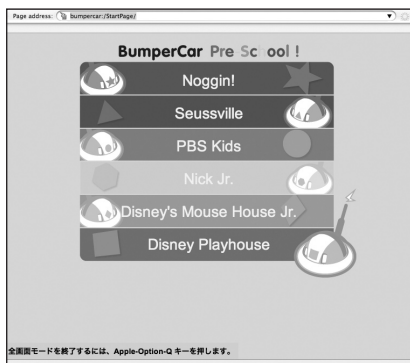 Page address: bumpercar:/StartPage/
BumperCar Pre School !
Noggin!
Seussville
PBS Kids
Nick Jr.
Disney's Mouse House Jr.
Disney Playhouse
全画面モードを終了するには、Apple-Option-Q キーを押します。